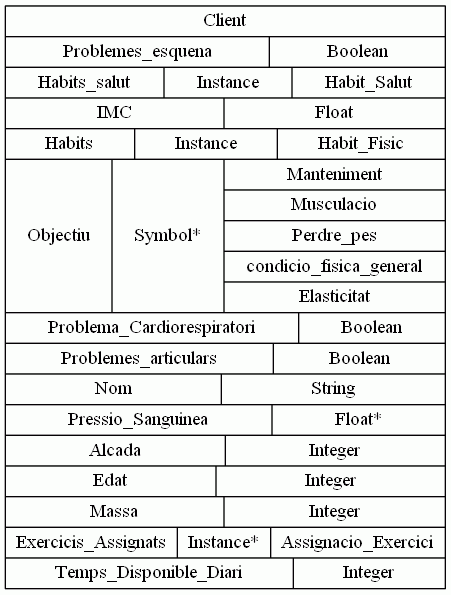 Client
Problemes_esquena Boolean
Habits_salut Instance Habit_Salut
IMC Float
Habits Instance Habit_Fisic
Objectiu Symbol* Manteniment
Musculacio
Perdre_pes
condicio_fisica_general
Elasticitat
Problema_Cardiorespiratori Boolean
Problemes_articulars Boolean
Nom String
Pressio_Sanguinea Float*
Alcada Integer
Edat Integer
Massa Integer
Exercicis_Assignats Instance* Assignacio_Exercici
Temps_Disponible_Diari Integer